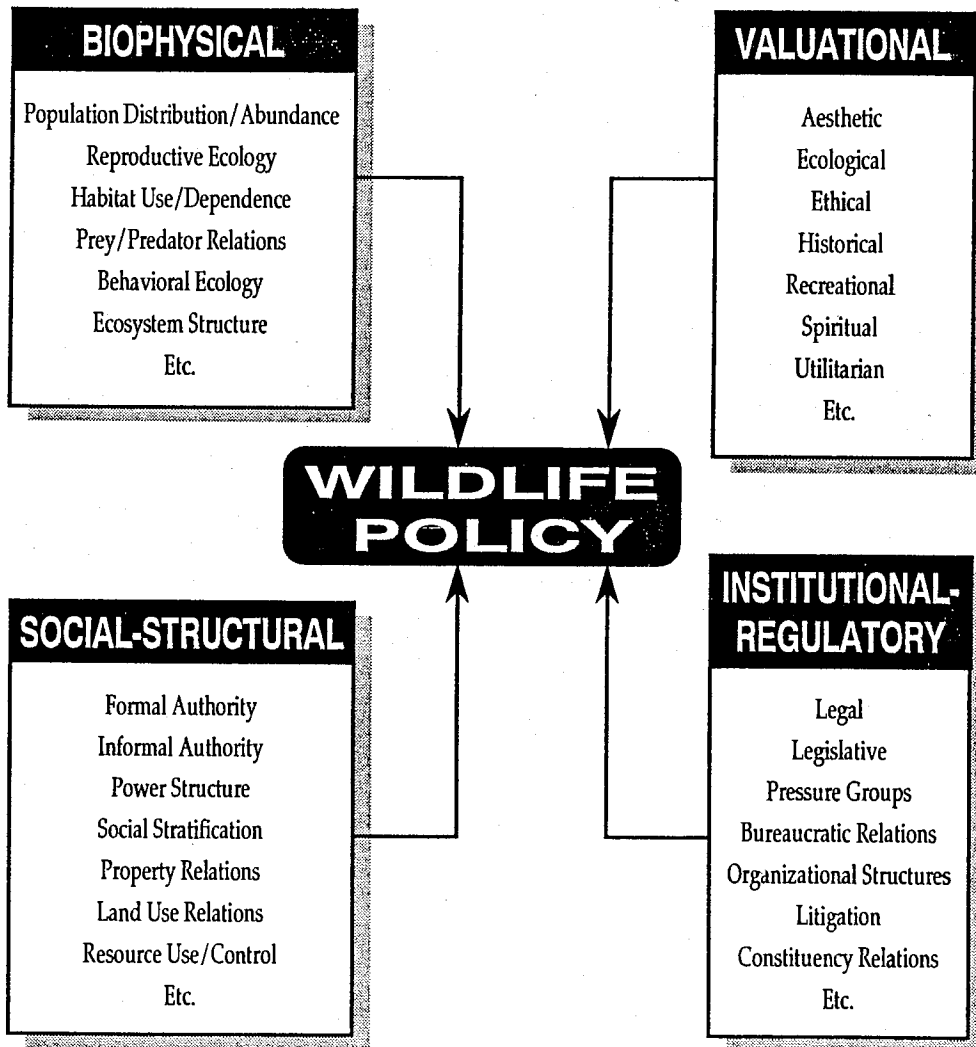 BIOPHYSICAL
Population Distribution/Abundance
Reproductive Ecology
Habitat Use/Dependence
Prey/Predator Relations
Behavioral Ecology
Ecosystem Structure
Etc.
VALUATIONAL
Aesthetic
Ecological
Ethical
Historical
Recreational
Spiritual
Utilitarian
Etc.
WILDLIFE
POLICY
SOCIAL-STRUCTURAL
Formal Authority
Informal Authority
Power Structure
Social Stratification
Property Relations
Land Use Relations
Resource Use/Control
Etc.
INSTITUTIONAL-
REGULATORY
Legal
Legislative
Pressure Groups
Bureaucratic Relations
Organizational Structures
Litigation
Constituency Relations
Etc.